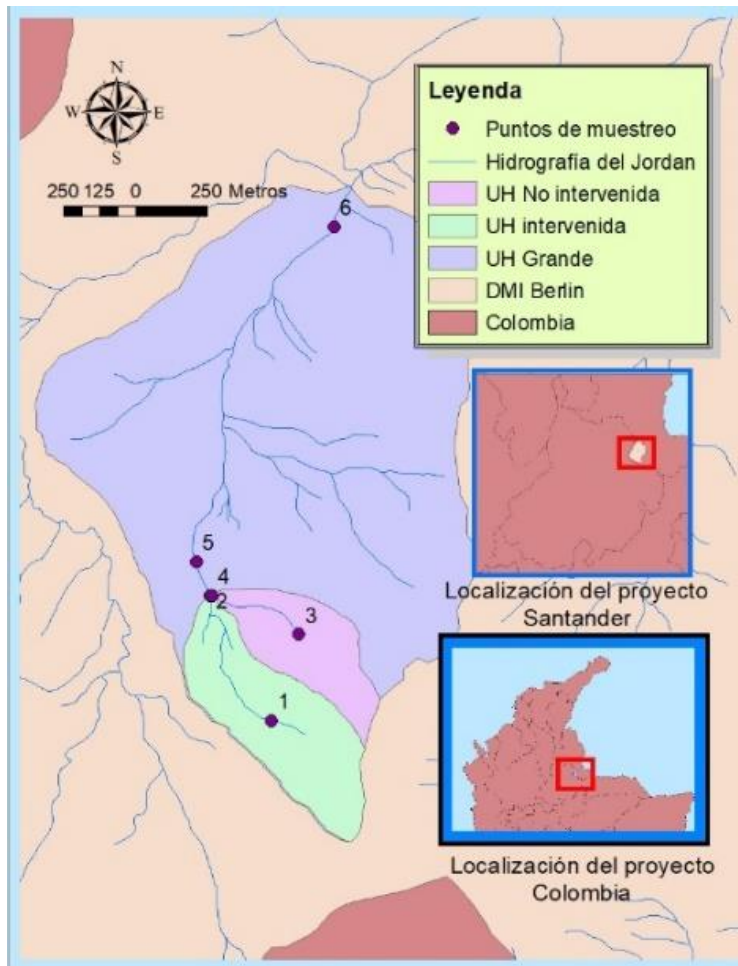 N
W E
S
250 125 0 250 Metros
Leyenda
Puntos de muestreo
Hidrografía del Jordan
UH No intervenida
UH intervenida
UH Grande
DMI Berlin
Colombia
6
5
4
2
3
1
Localización del proyecto
Santander
Localización del proyecto
Colombia